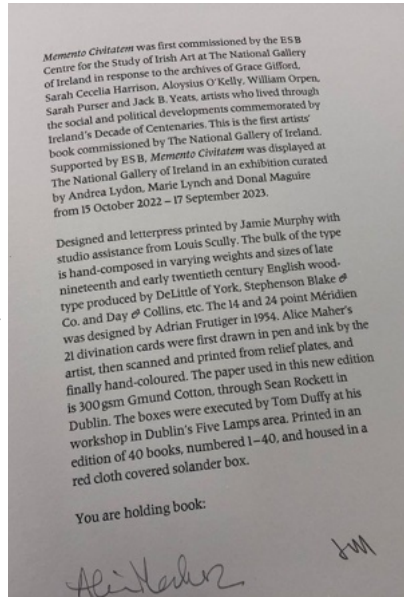 Memento Civitatem was first commissioned by the ESB
Centre for the Study of Irish Art at The National Gallery
of Ireland in response to the archives of Grace Gifford,
Sarah Cecelia Harrison, Aloysius O'Kelly, William Orpen,
Sarah Purser and Jack B. Yeats, artists who lived through
the social and political developments commemorated by
Ireland's Decade of Centenaries. This is the first artists'
book commissioned by The National Gallery of Ireland.
Supported by ESB, Memento Civitatem was displayed at
The National Gallery of Ireland in an exhibition curated
by Andrea Lydon, Marie Lynch and Donal Maguire
from 15 October 2022 – 17 September 2023.
Designed and letterpress printed by Jamie Murphy with
studio assistance from Louis Scully. The bulk of the type
is hand-composed in varying weights and sizes of late
nineteenth and early twentieth century English wood-
type produced by DeLittle of York, Stephenson Blake &
Co. and Day & Collins, etc. The 14 and 24 point Méridien
was designed by Adrian Frutiger in 1954. Alice Maher's
21 divination cards were first drawn in pen and ink by the
artist, then scanned and printed from relief plates, and
finally hand-coloured. The paper used in this new edition
is 300gsm Gmund Cotton, through Sean Rockett in
Dublin. The boxes were executed by Tom Duffy at his
workshop in Dublin's Five Lamps area. Printed in an
edition of 40 books, numbered 1–40, and housed in a
red cloth covered solander box.
You are holding book:
Alice Maher JM